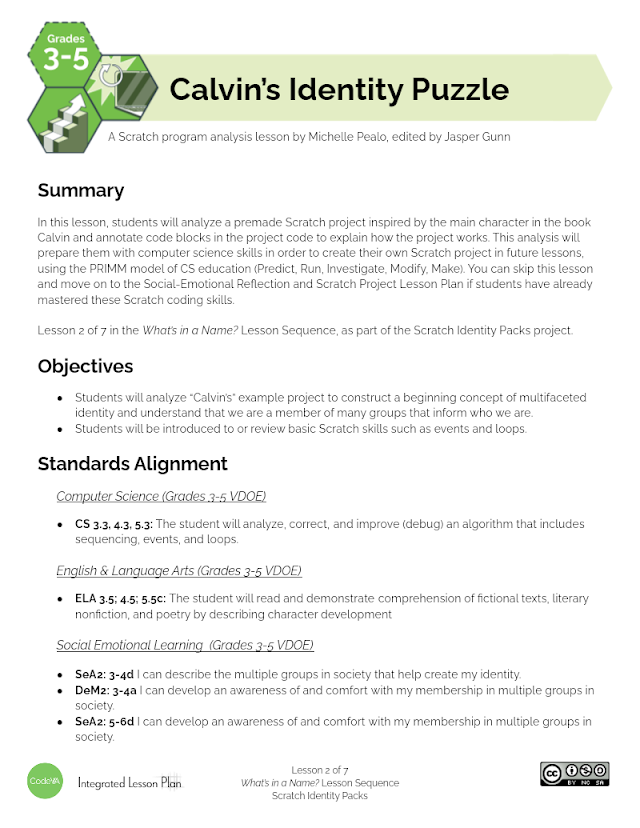 Grades
3-5
Calvin's Identity Puzzle
A Scratch program analysis lesson by Michelle Pealo, edited by Jasper Gunn
Summary
In this lesson, students will analyze a premade Scratch project inspired by the main character in the book
Calvin and annotate code blocks in the project code to explain how the project works. This analysis will
prepare them with computer science skills in order to create their own Scratch project in future lessons,
using the PRIMM model of CS education (Predict, Run, Investigate, Modify, Make). You can skip this lesson
and move on to the Social-Emotional Reflection and Scratch Project Lesson Plan if students have already
mastered these Scratch coding skills.
Lesson 2 of 7 in the What's in a Name? Lesson Sequence, as part of the Scratch Identity Packs project.
Objectives
● Students will analyze "Calvin's" example project to construct a beginning concept of multifaceted
identity and understand that we are a member of many groups that inform who we are.
● Students will be introduced to or review basic Scratch skills such as events and loops.
Standards Alignment
Computer Science (Grades 3-5 VDOE)
● CS 3.3, 4.3, 5.3: The student will analyze, correct, and improve (debug) an algorithm that includes
sequencing, events, and loops.
English & Language Arts (Grades 3-5 VDOE)
● ELA 3.5; 4.5; 5.5c: The student will read and demonstrate comprehension of fictional texts, literary
nonfiction, and poetry by describing character development
Social Emotional Learning (Grades 3-5 VDOE)
● SeA2: 3-4d I can describe the multiple groups in society that help create my identity.
● DeM2: 3-4a I can develop an awareness of and comfort with my membership in multiple groups in
society.
● SeA2: 5-6d I can develop an awareness of and comfort with my membership in multiple groups in
society.
CodeVA
Integrated Lesson Plan
Lesson 2 of 7
What's in a Name? Lesson Sequence
Scratch Identity Packs
cc
BY NC SA